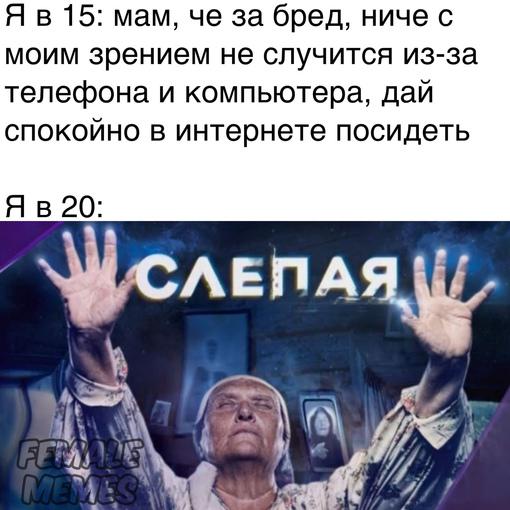 Я в 15: мам, че за бред, ниче с
моим зрением не случится из-за
телефона и компьютера, дай
спокойно в интернете посидеть
Я в 20:
СЛЕПАЯ
FEMALE
MEMES